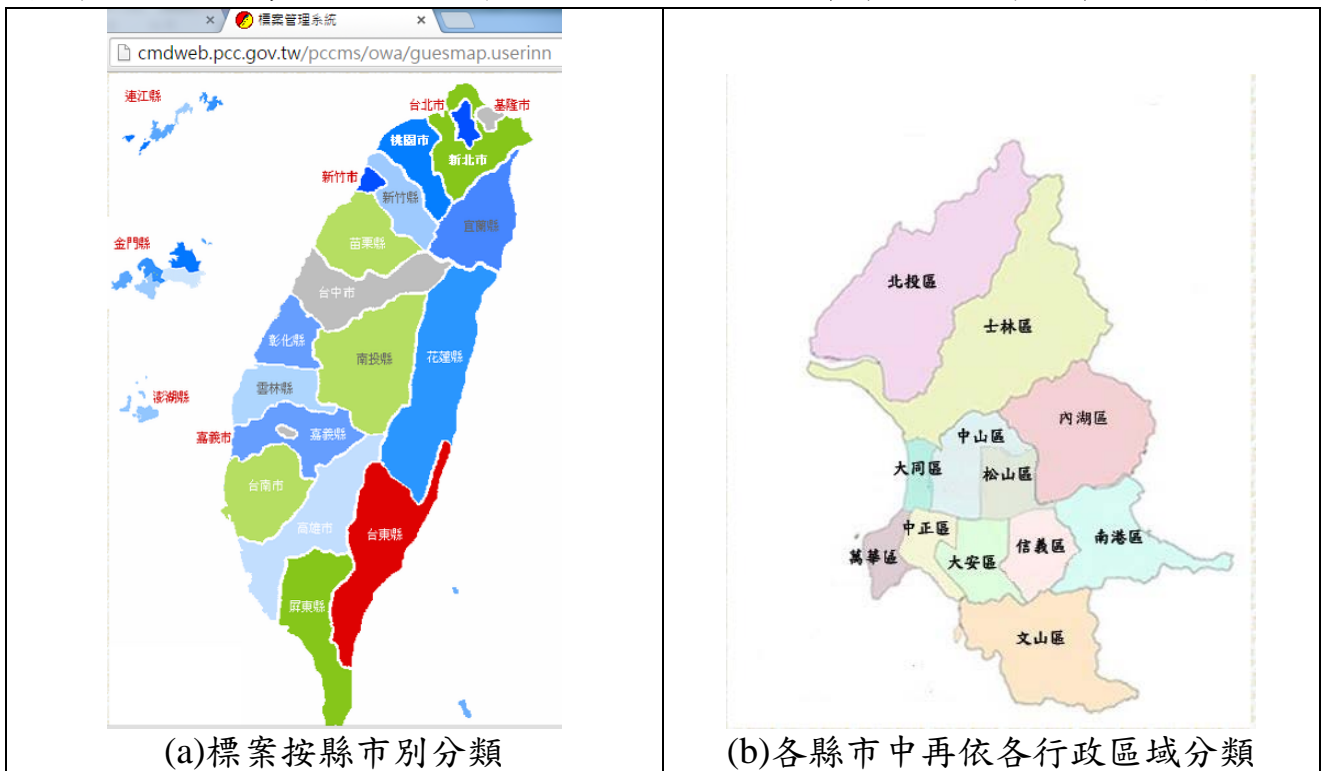 標案管理系統
cmdweb.pcc.gov.tw/pccms/owa/guesmap.userinn
連江縣
台北市
基隆市
桃園市
新北市
新竹市
新竹縣
宜蘭縣
苗栗縣
金門縣
台中市
彰化縣
南投縣
花蓮縣
雲林縣
澎湖縣
嘉義市
嘉義縣
台南市
高雄市
台東縣
屏東縣
(a)標案按縣市別分類
北投區
士林區
內湖區
中山區
大同區
松山區
中正區
萬華區
大安區
信義區
南港區
文山區
(b)各縣市中再依各行政區域分類